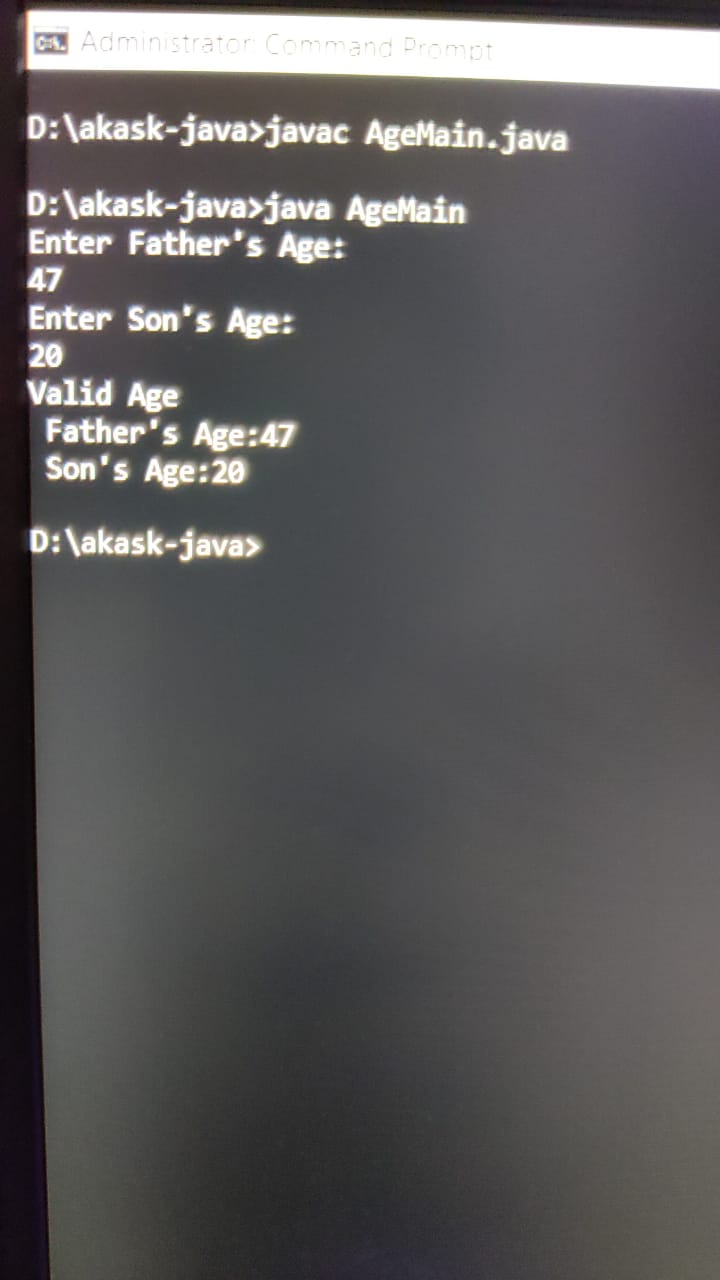 Administrator: Command Prompt
D:\akask-java>javac AgeMain.java
D:\akask-java>java AgeMain
Enter Father's Age:
47
Enter Son's Age:
20
Valid Age
Father's Age:47
Son's Age:20
D:\akask-java>